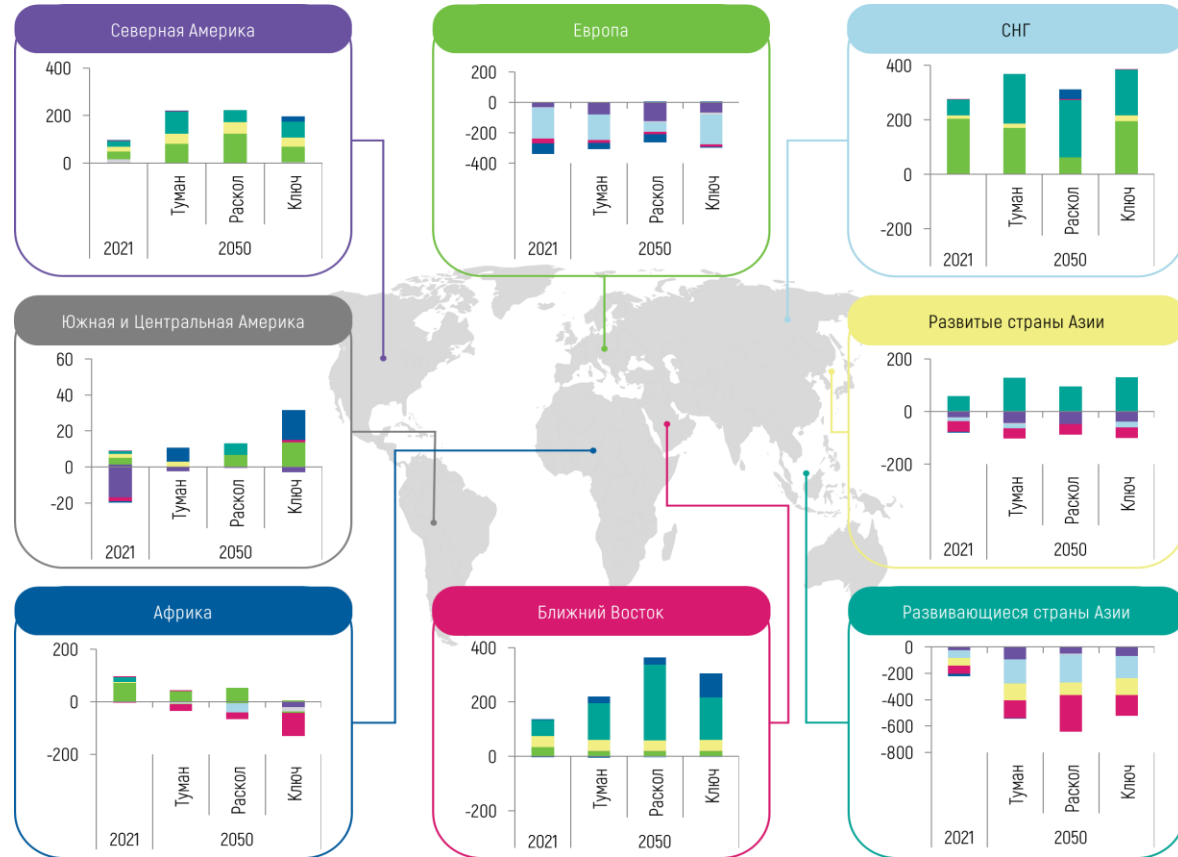 Северная Америка
400
200
0
Туман
Раскол
Ключ
2021
2050
Европа
200
0
-200
-400
Туман
Раскол
Ключ
2021
2050
СНГ
400
200
0
-200
Туман
Раскол
Ключ
2021
2050
Южная и Центральная Америка
60
40
20
0
-20
Туман
Раскол
Ключ
2021
2050
Развитые страны Азии
200
0
-200
Туман
Раскол
Ключ
2021
2050
Африка
200
0
-200
Туман
Раскол
Ключ
2021
2050
Ближний Восток
400
200
0
-200
Туман
Раскол
Ключ
2021
2050
Развивающиеся страны Азии
0
-200
-400
-600
-800
Туман
Раскол
Ключ
2021
2050